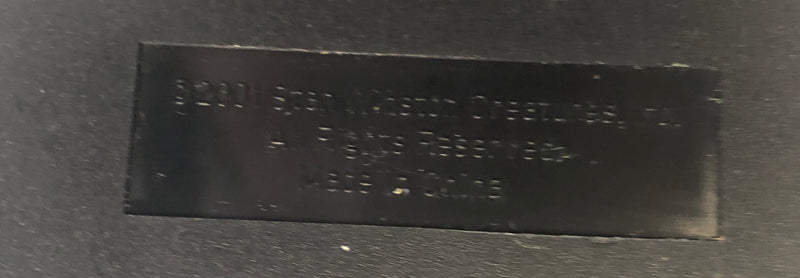 ©2001 Stan Winston Creatures, Inc.
All Rights Reserved
Made in China